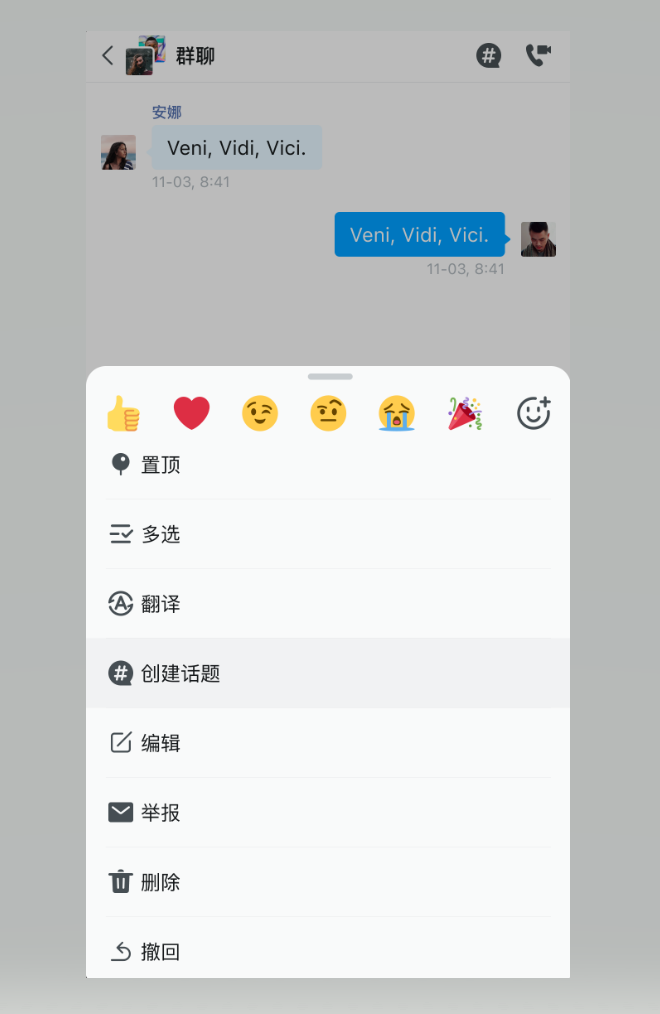 群聊
安娜
Veni, Vidi, Vici.
11-03, 8:41
Veni, Vidi, Vici.
11-03, 8:41
置顶
多选
翻译
创建话题
编辑
举报
删除
撤回